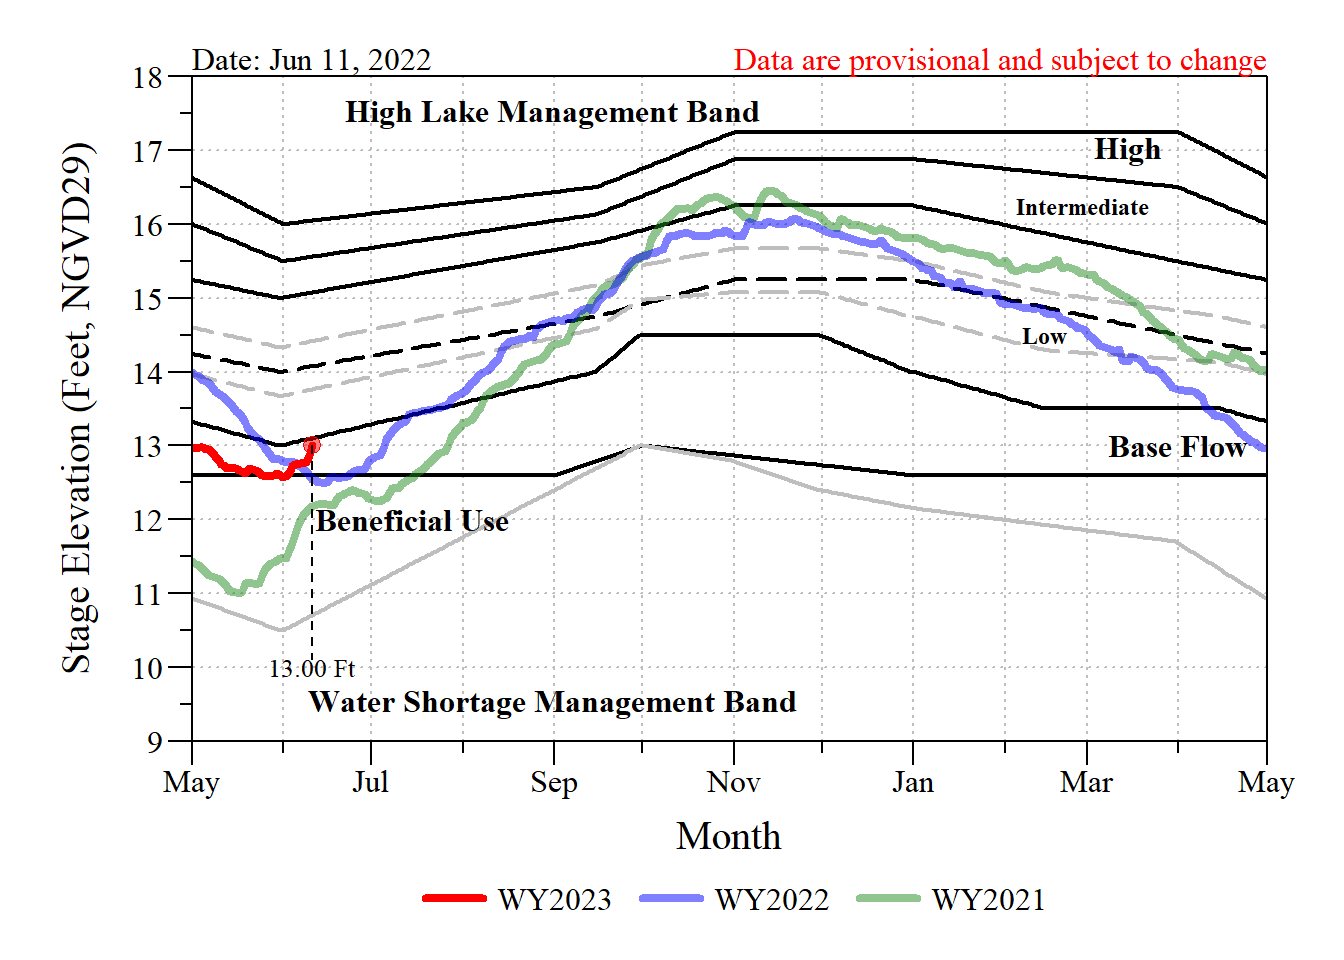 Date: Jun 11, 2022
Data are provisional and subject to change
18
High Lake Management Band
17
High
16
Intermediate
15
Low
14
13
Base Flow
12
Beneficial Use
11
10
13.00 Ft
Water Shortage Management Band
9
Stage Elevation (Feet, NGVD29)
May
Jul
Sep
Nov
Jan
Mar
May
Month
WY2023
WY2022
WY2021